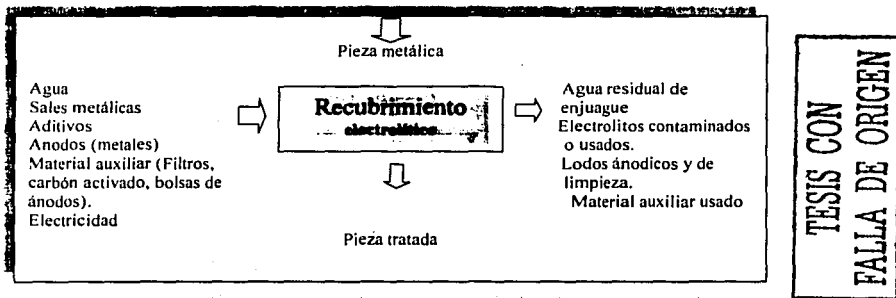 Pieza metálica
Agua
Sales metálicas
Aditivos
Anodos (metales)
Material auxiliar (Filtros,
carbón activado, bolsas de
ánodos).
Electricidad
Recubrimiento
electrolítico
Agua residual de
enjuague
Electrolitos contaminados
o usados.
Lodos ánodicos y de
limpieza.
Material auxiliar usado
Pieza tratada
TESIS CON
FALLA DE ORIGEN